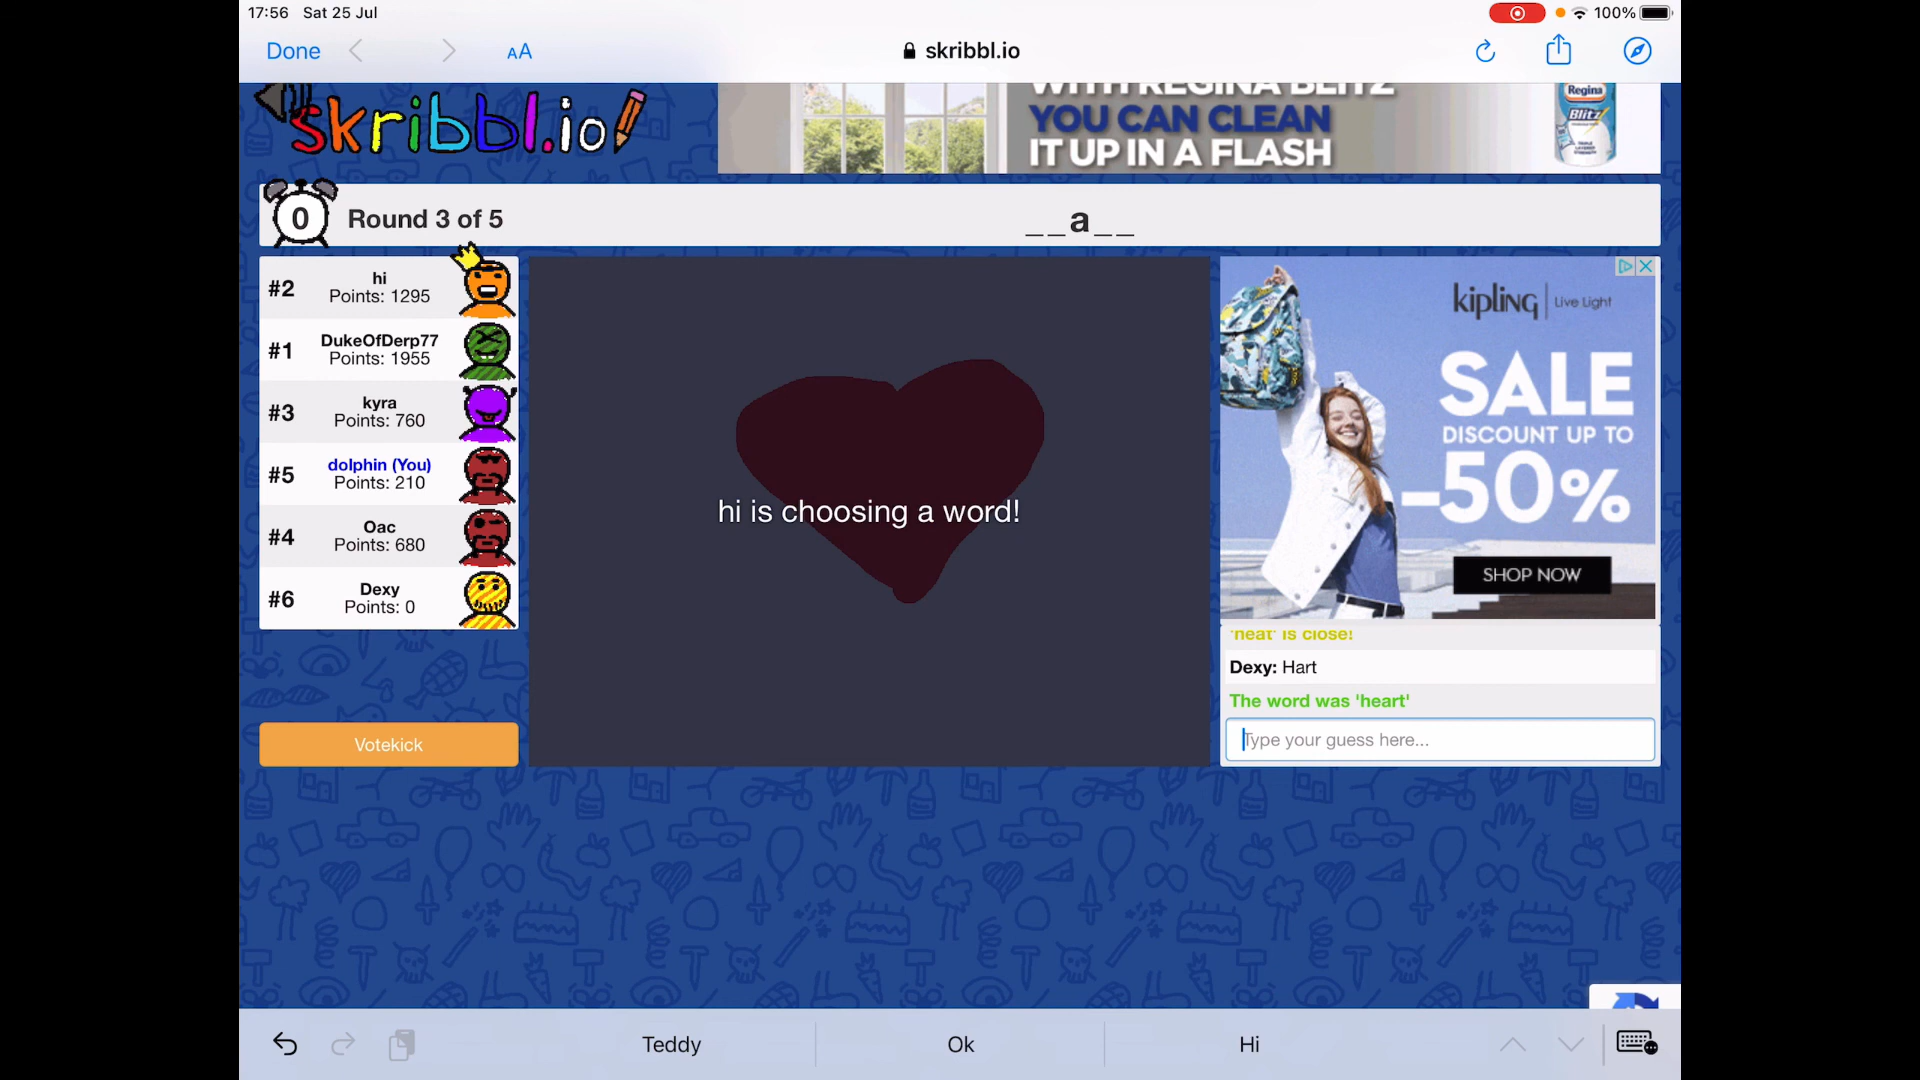 17:56 Sat 25 Jul
100%
Done
AA
skribbl.io
skribbl.io
WITH REGINA BLITZ
YOU CAN CLEAN
IT UP IN A FLASH
Regina
Blitz
0
Round 3 of 5
__a__
#2
hi
Points: 1295
#1
DukeOfDerp77
Points: 1955
#3
kyra
Points: 760
#5
dolphin (You)
Points: 210
#4
Oac
Points: 680
#6
Dexy
Points: 0
Votekick
hi is choosing a word!
kipling Live Light
SALE
DISCOUNT UP TO
-50%
SHOP NOW
'heat' is close!
Dexy: Hart
The word was 'heart'
Type your guess here...
Teddy
Ok
Hi